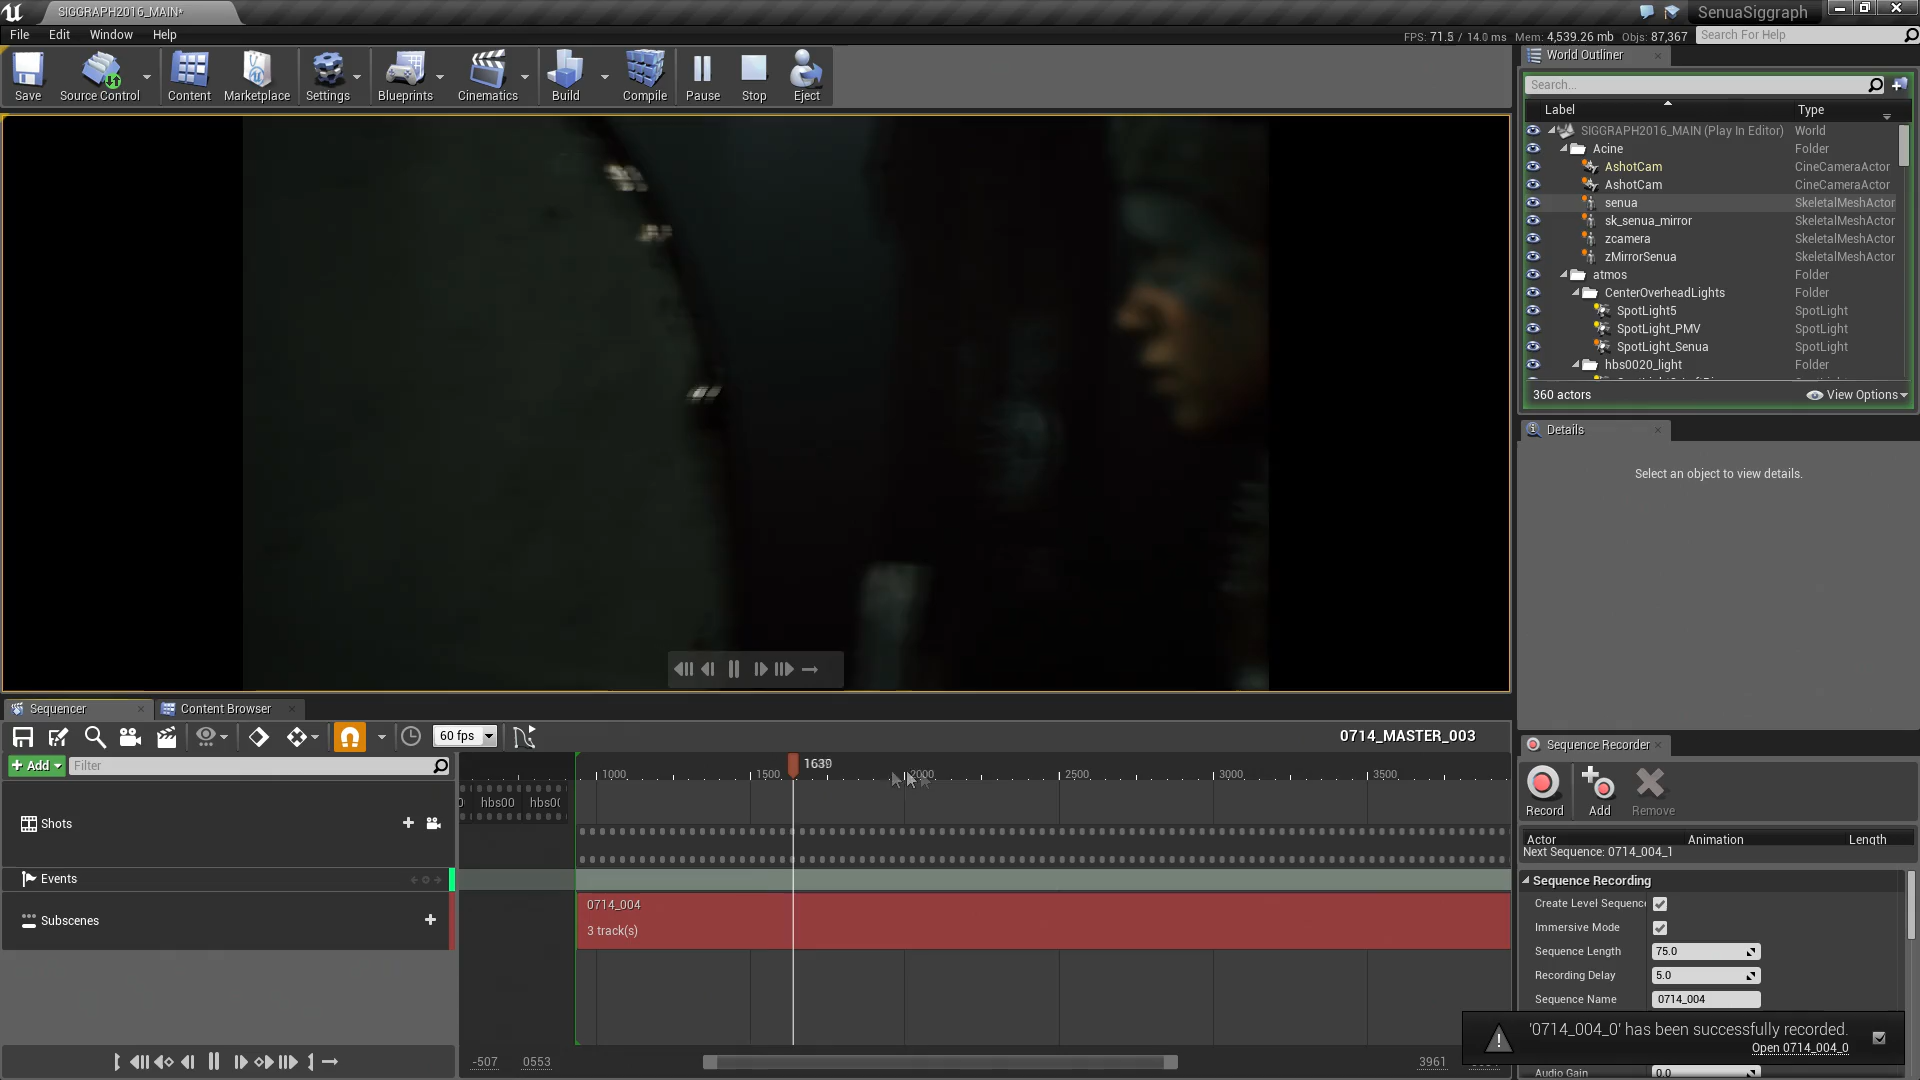 SIGGRAPH2016_MAIN*
SenuaSiggraph
File Edit Window Help
FPS: 71.5 / 14.0 ms Mem: 4,539.26 mb Objs: 87,367
Search For Help
Save
Source Control
Content
Marketplace
Settings
Blueprints
Cinematics
Build
Compile
Pause
Stop
Eject
World Outliner
Search...
Label Type
SIGGRAPH2016_MAIN (Play In Editor) World
Acine Folder
AshotCam CineCameraActor
AshotCam CineCameraActor
senua SkeletalMeshActor
sk_senua_mirror SkeletalMeshActor
zcamera SkeletalMeshActor
zMirrorSenua SkeletalMeshActor
atmos Folder
CenterOverheadLights Folder
SpotLight5 SpotLight
SpotLight_PMV SpotLight
SpotLight_Senua SpotLight
hbs0020_light Folder
360 actors
View Options
Details
Select an object to view details.
Sequencer
Content Browser
60 fps
0714_MASTER_003
Add
Filter
1000 1500 1639 2000 2500 3000 3500
hbs00 hbs0
Shots
Events
Subscenes
0714_004
3 track(s)
-507 0553
3961
Sequence Recorder
Record
Add
Remove
Actor Animation Length
Next Sequence: 0714_004_1
Sequence Recording
Create Level Sequence
Immersive Mode
Sequence Length 75.0
Recording Delay 5.0
Sequence Name 0714_004
'0714_004_0' has been successfully recorded.
Open 0714_004_0
Audio Gain 0.0